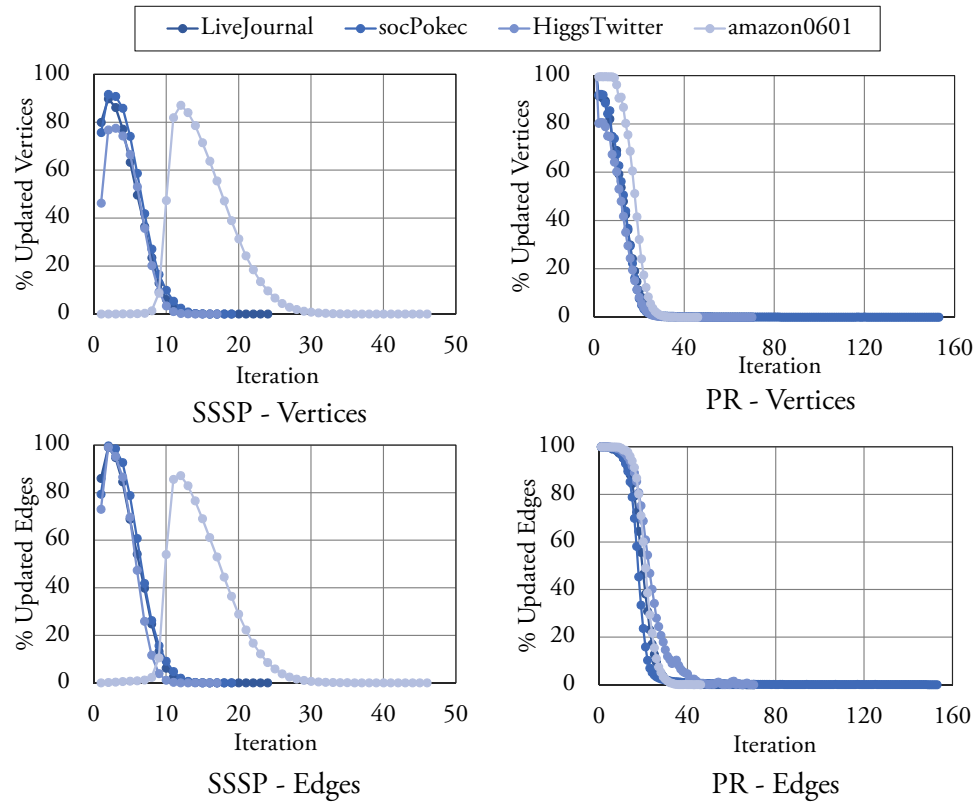 LiveJournal socPokec HiggsTwitter amazon0601
% Updated Vertices
100
80
60
40
20
0
0 10 20 30 40 50
Iteration
SSSP - Vertices
% Updated Vertices
100
80
60
40
20
0
0 40 80 120 160
Iteration
PR - Vertices
% Updated Edges
100
80
60
40
20
0
0 10 20 30 40 50
Iteration
SSSP - Edges
% Updated Edges
100
80
60
40
20
0
0 40 80 120 160
Iteration
PR - Edges